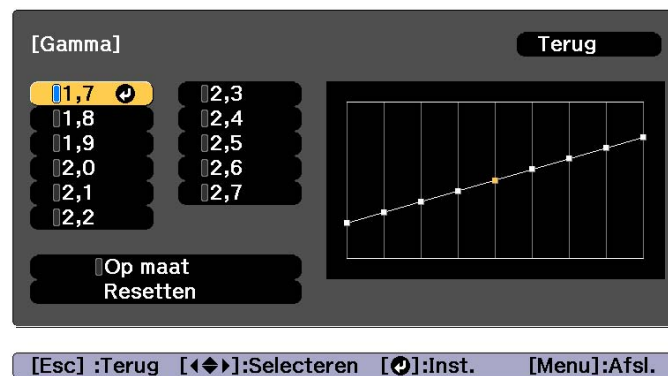 [Gamma] Terug
1,7 2,3
1,8 2,4
1,9 2,5
2,0 2,6
2,1 2,7
2,2
Op maat
Resetten
[Esc] :Terug [◀◆▶]:Selecteren [⏎]:Inst. [Menu]:Afsl.